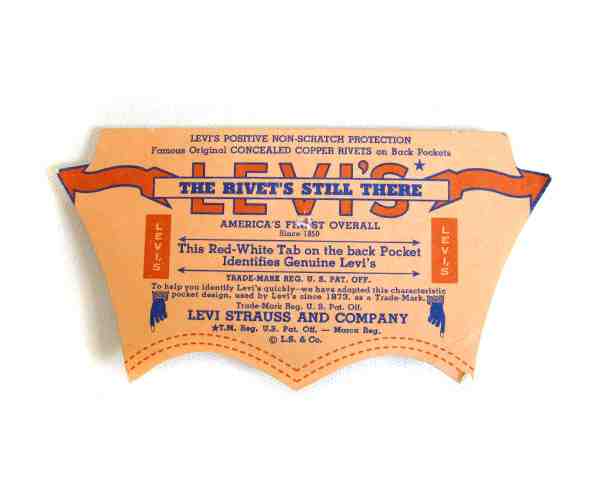 LEVI'S POSITIVE NON-SCRATCH PROTECTION
Famous Original CONCEALED COPPER RIVETS on Back Pockets
LEVI'S★
THE RIVET'S STILL THERE
AMERICA'S FINEST OVERALL
Since 1850
This Red-White Tab on the back Pocket
Identifies Genuine Levi's
LEVI'S
LEVI'S
TRADE-MARK REG. U. S. PAT. OFF.
To help you identify Levi's quickly—we have adopted this characteristic
pocket design, used by Levi's since 1873, as a Trade-Mark.
Trade-Mark Reg. U. S. Pat. Off.
LEVI STRAUSS AND COMPANY
★T.M. Reg. U.S. Pat. Off. — Marca Reg.
© L.S. & Co.